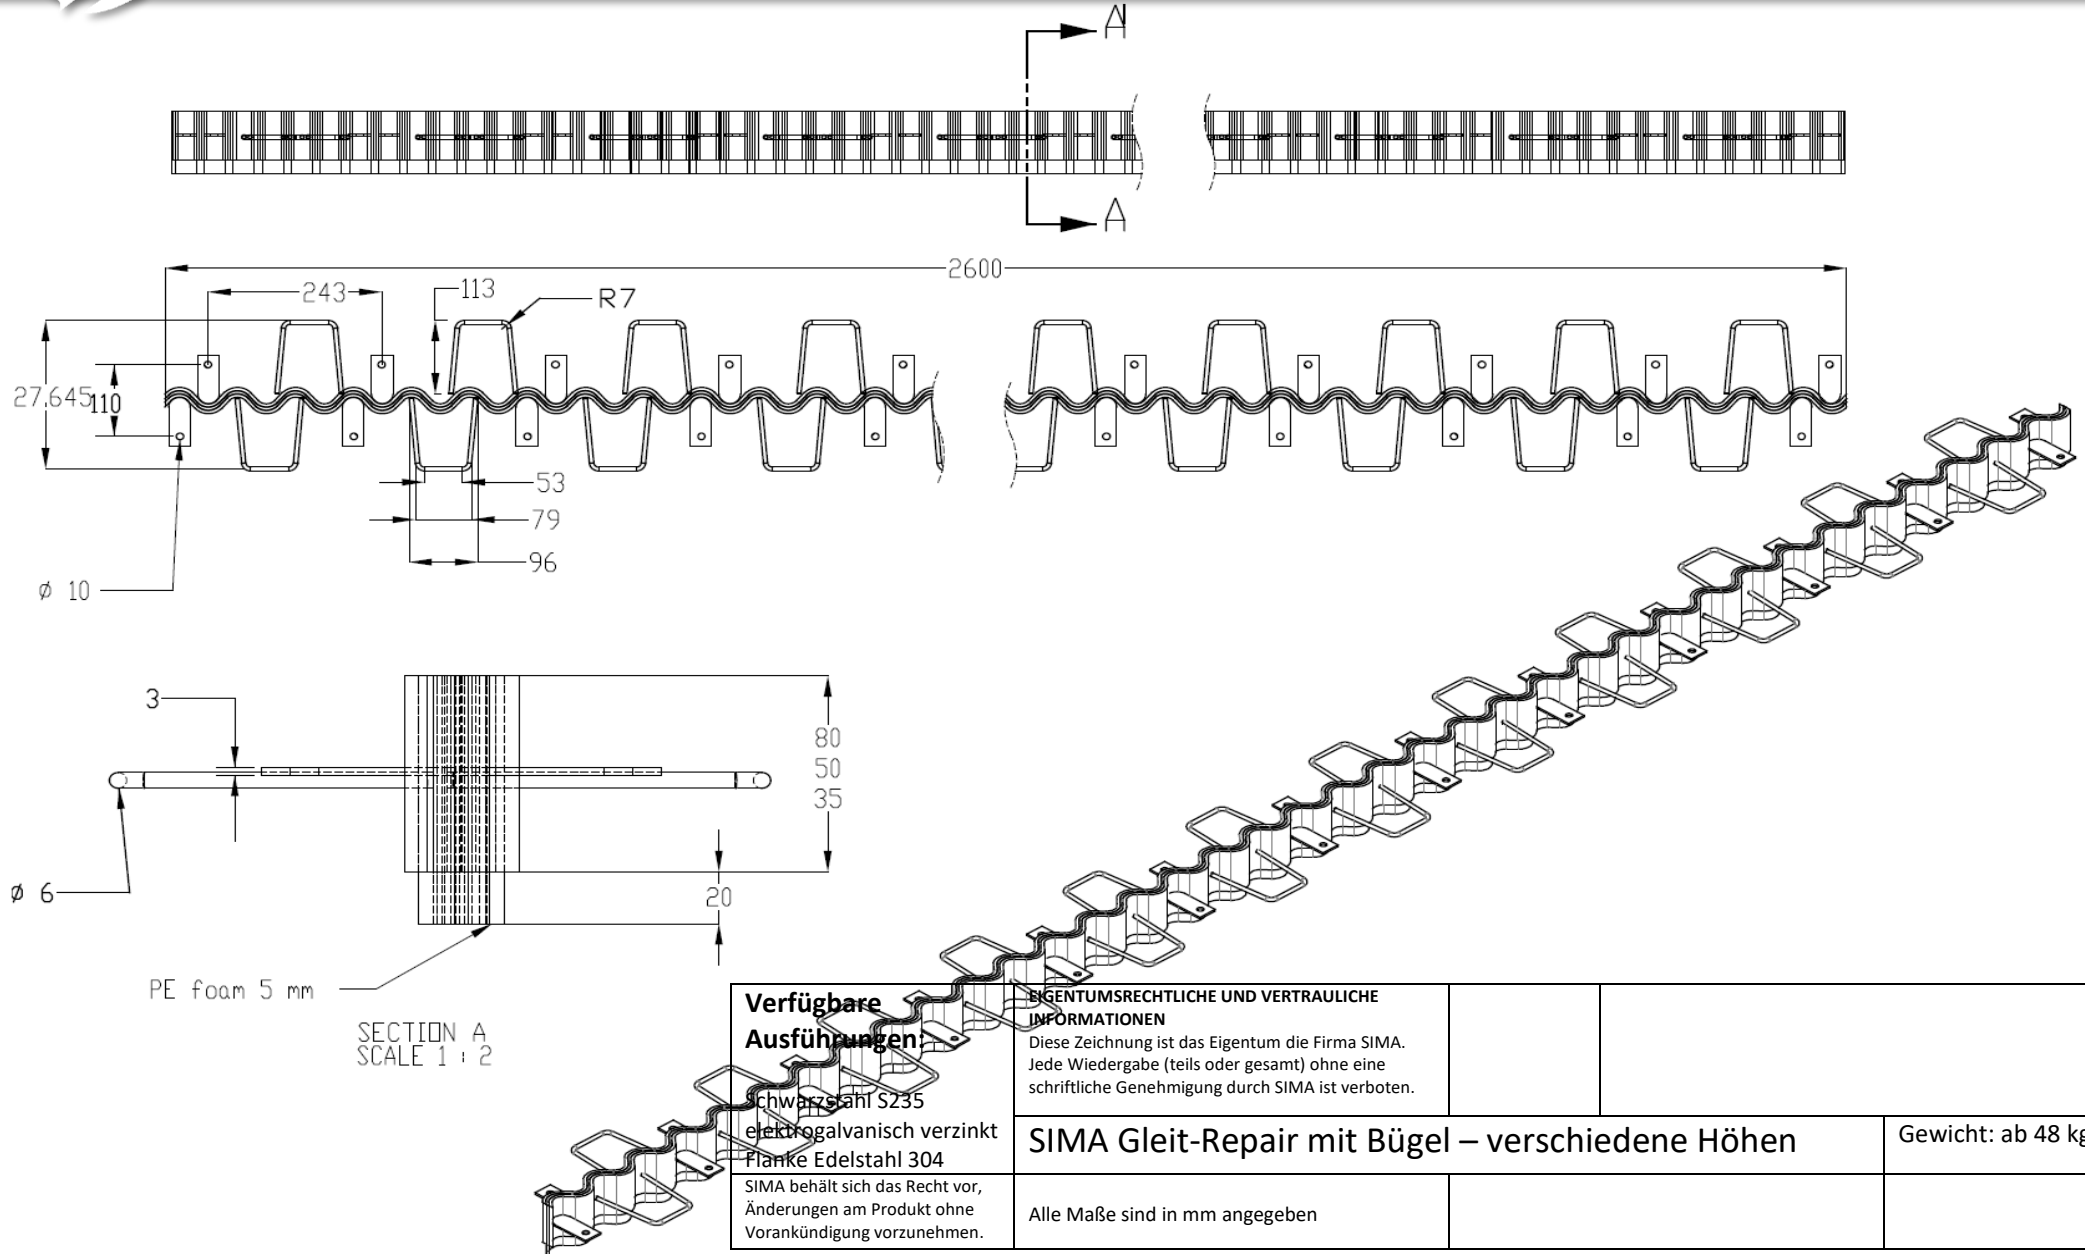 A
A
2600
243
113
R7
27.645
110
53
79
96
ø 10
3
80
50
35
20
ø 6
PE foam 5 mm
SECTION A
SCALE 1 : 2
Verfügbare
Ausführungen:
Schwarzstahl S235
elektrogalvanisch verzinkt
Flanke Edelstahl 304
SIMA behält sich das Recht vor,
Änderungen am Produkt ohne
Vorankündigung vorzunehmen.
EIGENTUMSRECHTLICHE UND VERTRAULICHE
INFORMATIONEN
Diese Zeichnung ist das Eigentum die Firma SIMA.
Jede Wiedergabe (teils oder gesamt) ohne eine
schriftliche Genehmigung durch SIMA ist verboten.
SIMA Gleit-Repair mit Bügel – verschiedene Höhen
Gewicht: ab 48 kg
Alle Maße sind in mm angegeben